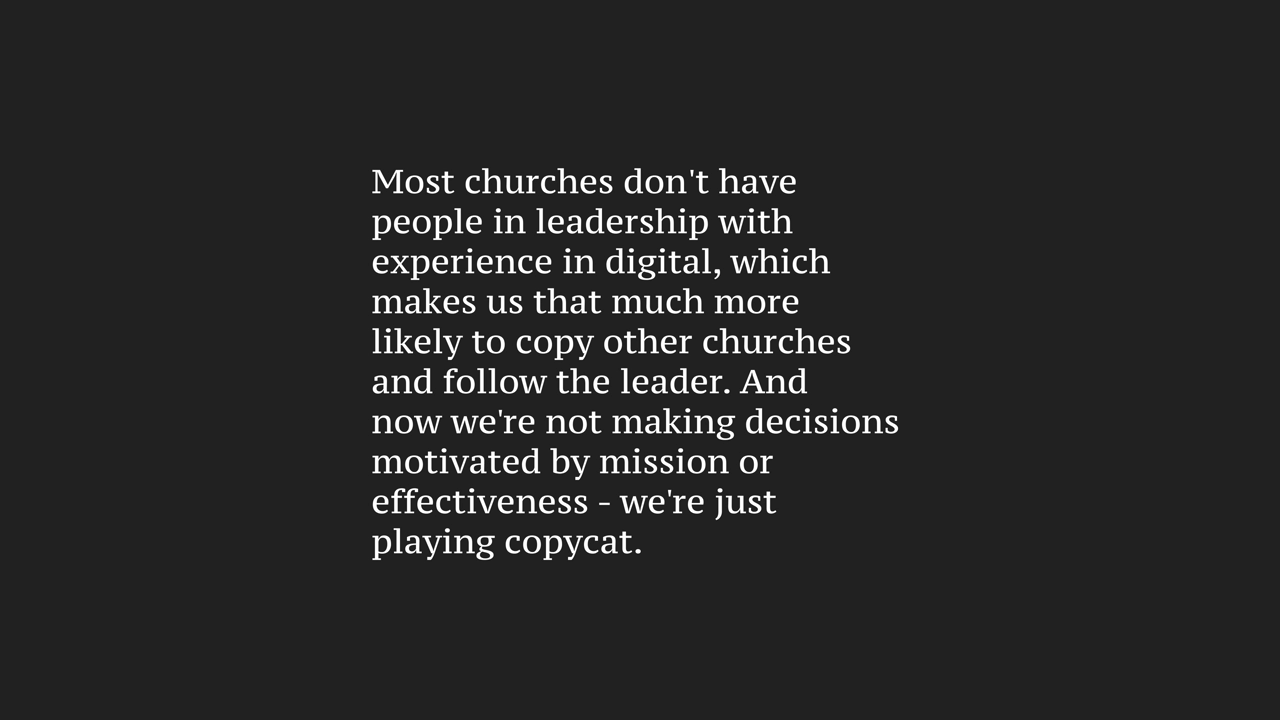 Most churches don't have
people in leadership with
experience in digital, which
makes us that much more
likely to copy other churches
and follow the leader. And
now we're not making decisions
motivated by mission or
effectiveness - we're just
playing copycat.